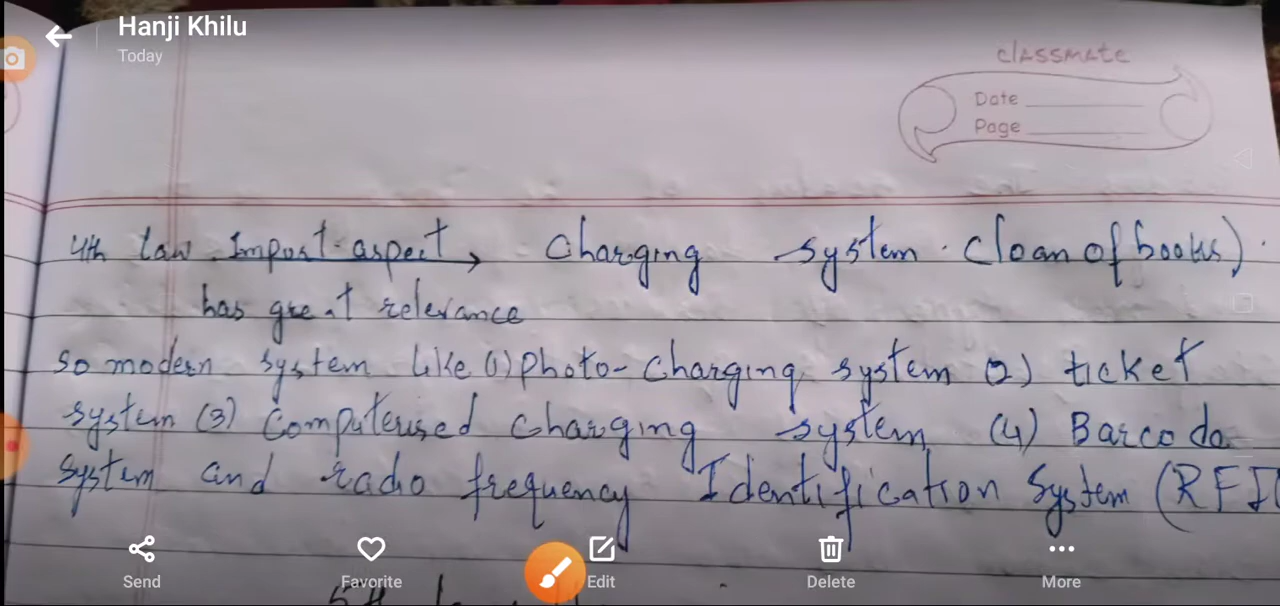 Hanji Khilu
Today
classmate
Date
Page
4th law Impost aspect → Charging system. (loan of books).
has great relevance
so modern system like (1) photo-charging system 2) ticket
system (3) Computerised charging system (4) Barcode
system and radio frequency Identification System (RFI
Send
Favorite
Edit
Delete
More